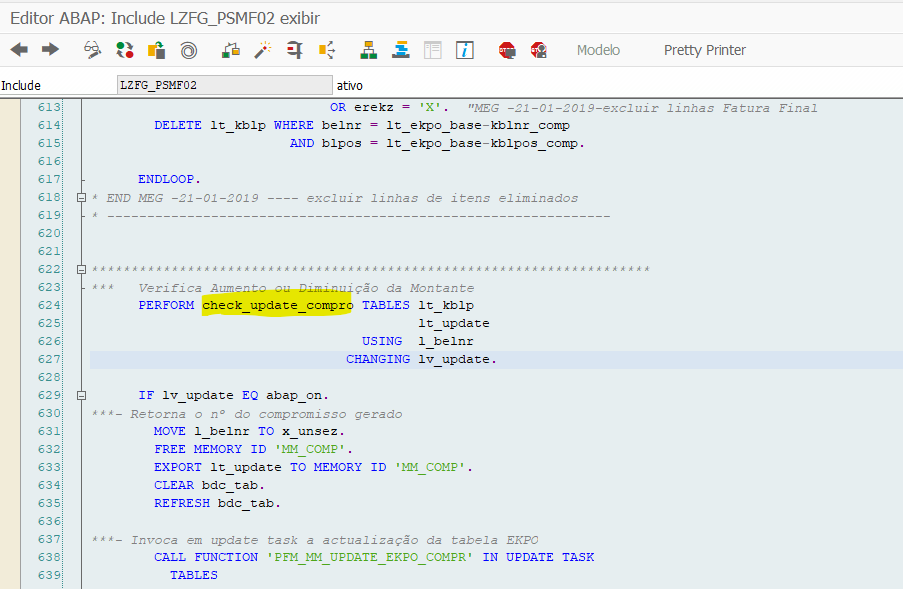 Editor ABAP: Include LZFG_PSMF02 exibir
Modelo Pretty Printer
Include LZFG_PSMF02 ativo
613 OR erekz = 'X'. "MEG -21-01-2019-excluir linhas Fatura Final
614 DELETE lt_kblp WHERE belnr = lt_ekpo_base-kblnr_comp
615 AND blpos = lt_ekpo_base-kblpos_comp.
616
617 ENDLOOP.
618 * END MEG -21-01-2019 ---- excluir linhas de itens eliminados
619 * ---------------------------------------------------------------
620
621
622 **********************************************************************
623 *** Verifica Aumento ou Diminuição da Montante
624 PERFORM check_update_compro TABLES lt_kblp
625 lt_update
626 USING l_belnr
627 CHANGING lv_update.
628
629 IF lv_update EQ abap_on.
630 ***- Retorna o nº do compromisso gerado
631 MOVE l_belnr TO x_unsez.
632 FREE MEMORY ID 'MM_COMP'.
633 EXPORT lt_update TO MEMORY ID 'MM_COMP'.
634 CLEAR bdc_tab.
635 REFRESH bdc_tab.
636
637 ***- Invoca em update task a actualização da tabela EKPO
638 CALL FUNCTION 'PFM_MM_UPDATE_EKPO_COMPR' IN UPDATE TASK
639 TABLES